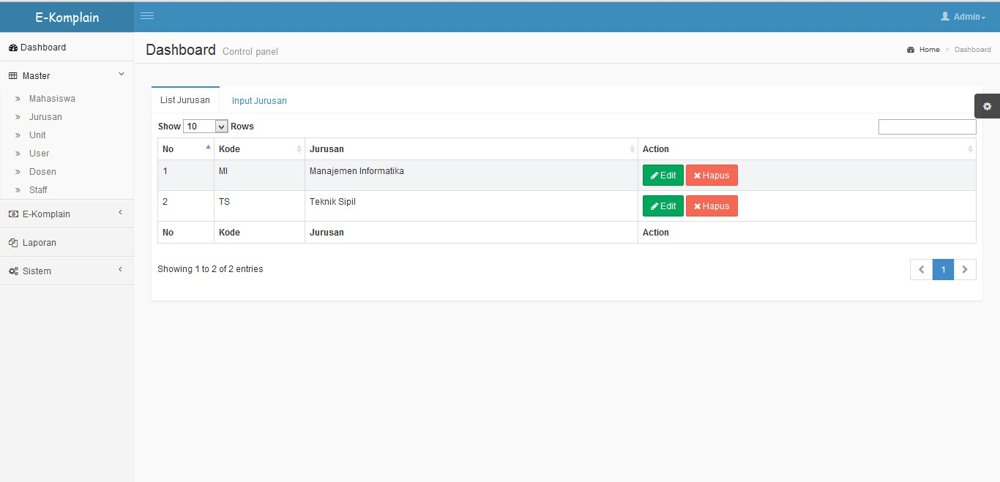 E-Komplain
Admin
Dashboard
Master
Mahasiswa
Jurusan
Unit
User
Dosen
Staff
E-Komplain
Laporan
Sistem
Dashboard Control panel
Home > Dashboard
List Jurusan Input Jurusan
Show 10 Rows
No Kode Jurusan Action
1 MI Manajemen Informatika Edit Hapus
2 TS Teknik Sipil Edit Hapus
No Kode Jurusan Action
Showing 1 to 2 of 2 entries
1